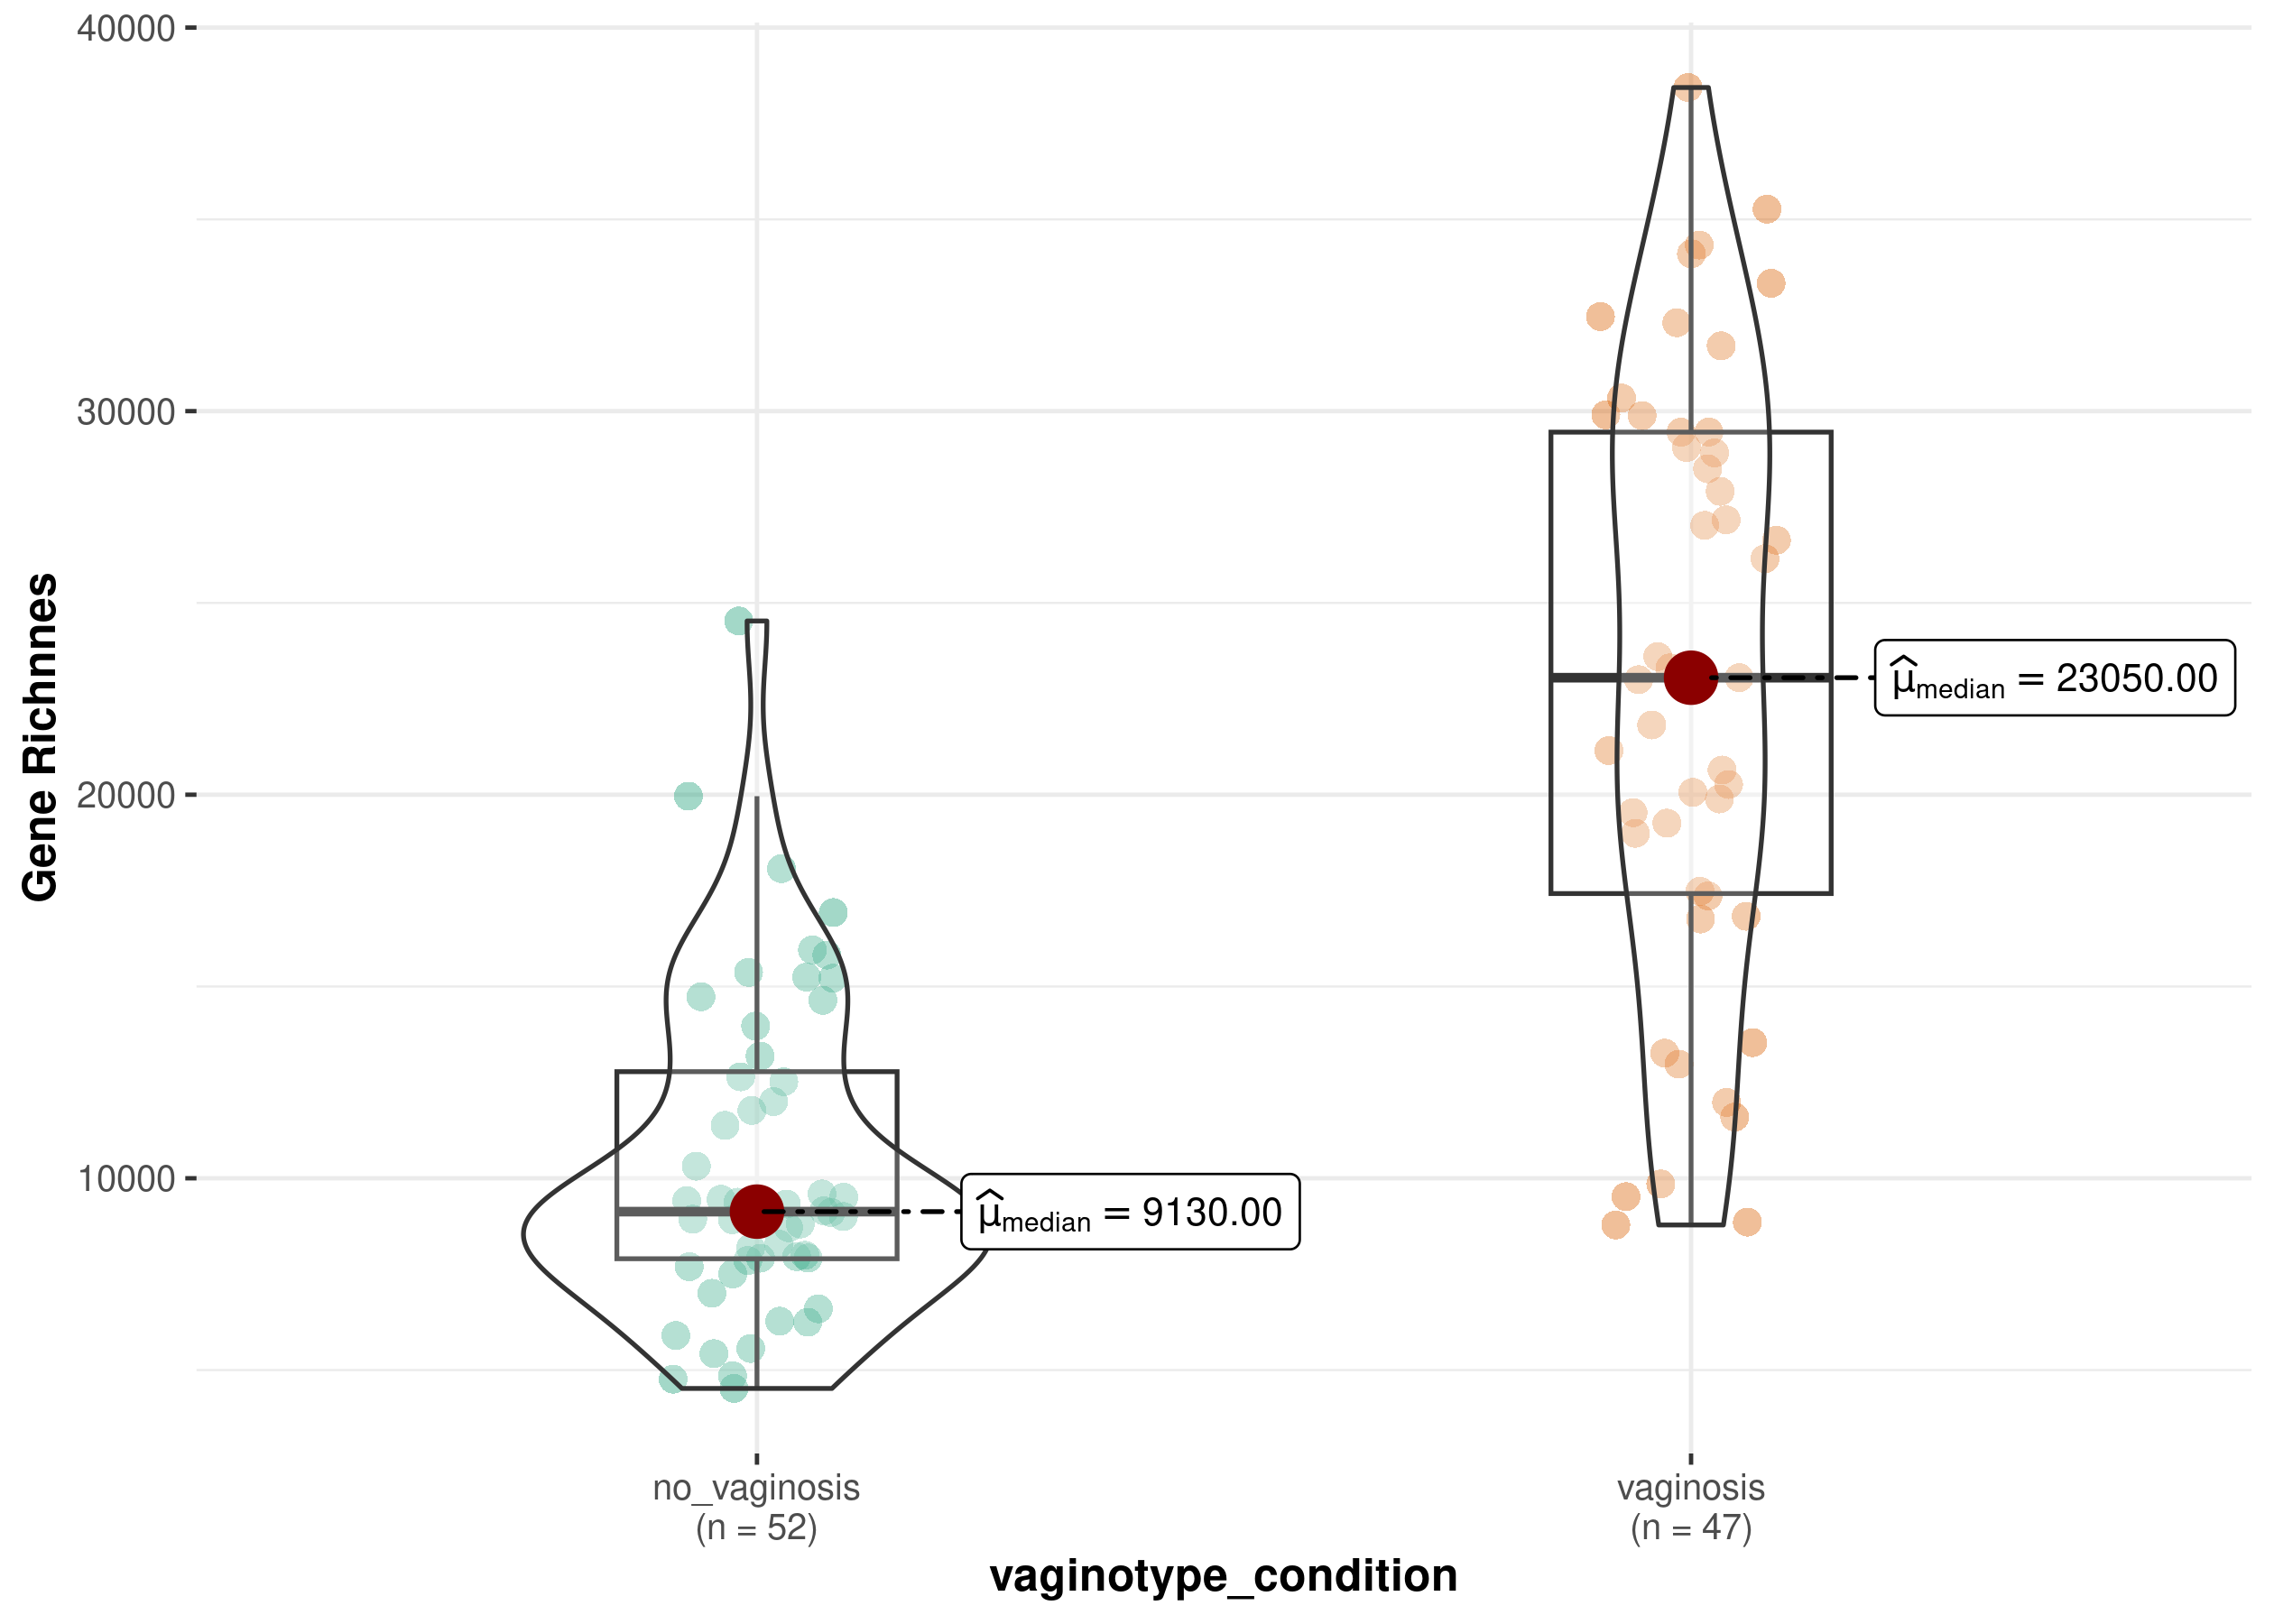 40000
30000
20000
10000
Gene Richnnes
μ̂median = 9130.00
μ̂median = 23050.00
no_vaginosis
(n = 52)
vaginosis
(n = 47)
vaginotype_condition